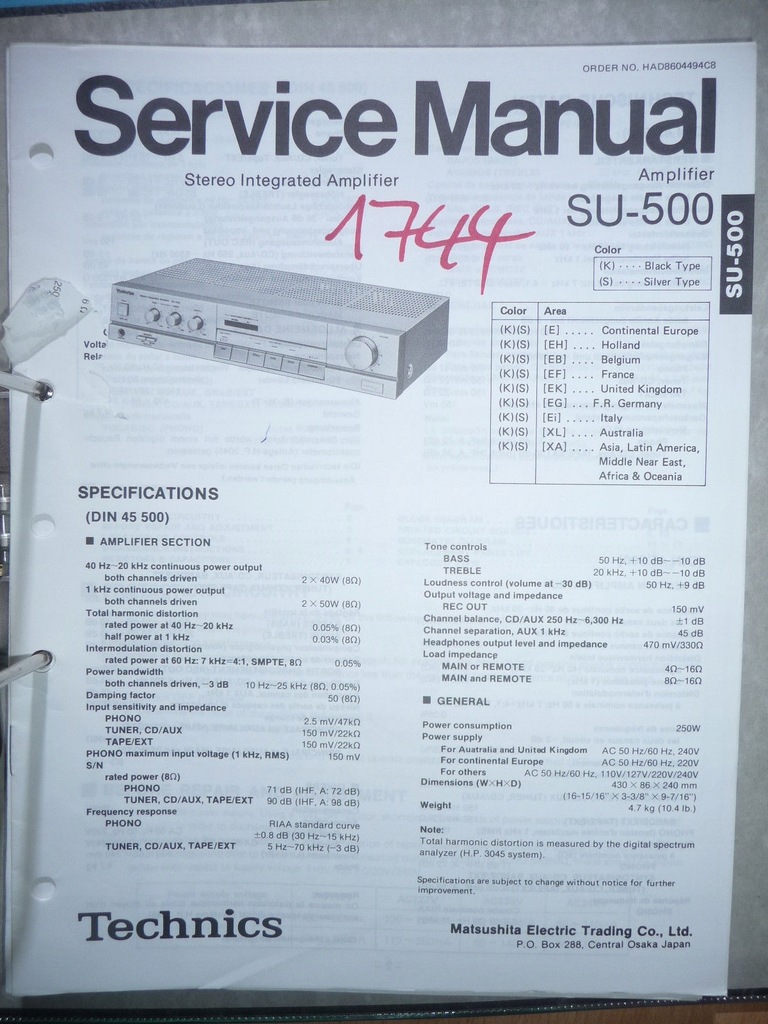 ORDER NO. HAD8604494C8
Service Manual
Stereo Integrated Amplifier
Amplifier
SU-500
1744
SU-500
Color
(K) ···· Black Type
(S) ···· Silver Type
Color Area
(K)(S) [E] ..... Continental Europe
(K)(S) [EH] .... Holland
(K)(S) [EB] .... Belgium
(K)(S) [EF] .... France
(K)(S) [EK] .... United Kingdom
(K)(S) [EG] ... F.R. Germany
(K)(S) [Ei] ..... Italy
(K)(S) [XL] .... Australia
(K)(S) [XA] .... Asia, Latin America,
Middle Near East,
Africa & Oceania
250
Volta
Rela
SPECIFICATIONS
(DIN 45 500)
■ AMPLIFIER SECTION
40 Hz~20 kHz continuous power output
both channels driven 2 × 40W (8Ω)
1 kHz continuous power output
both channels driven 2 × 50W (8Ω)
Total harmonic distortion
rated power at 40 Hz~20 kHz 0.05% (8Ω)
half power at 1 kHz 0.03% (8Ω)
Intermodulation distortion
rated power at 60 Hz: 7 kHz=4:1, SMPTE, 8Ω 0.05%
Power bandwidth
both channels driven, −3 dB 10 Hz~25 kHz (8Ω, 0.05%)
Damping factor 50 (8Ω)
Input sensitivity and impedance
PHONO 2.5 mV/47kΩ
TUNER, CD/AUX 150 mV/22kΩ
TAPE/EXT 150 mV/22kΩ
PHONO maximum input voltage (1 kHz, RMS) 150 mV
S/N
rated power (8Ω)
PHONO 71 dB (IHF, A: 72 dB)
TUNER, CD/AUX, TAPE/EXT 90 dB (IHF, A: 98 dB)
Frequency response
PHONO RIAA standard curve
±0.8 dB (30 Hz~15 kHz)
TUNER, CD/AUX, TAPE/EXT 5 Hz~70 kHz (−3 dB)
Tone controls
BASS 50 Hz, +10 dB~−10 dB
TREBLE 20 kHz, +10 dB~−10 dB
Loudness control (volume at −30 dB) 50 Hz, +9 dB
Output voltage and impedance
REC OUT 150 mV
Channel balance, CD/AUX 250 Hz~6,300 Hz ±1 dB
Channel separation, AUX 1 kHz 45 dB
Headphones output level and impedance 470 mV/330Ω
Load impedance
MAIN or REMOTE 4Ω~16Ω
MAIN and REMOTE 8Ω~16Ω
■ GENERAL
Power consumption 250W
Power supply
For Australia and United Kingdom AC 50 Hz/60 Hz, 240V
For continental Europe AC 50 Hz/60 Hz, 220V
For others AC 50 Hz/60 Hz, 110V/127V/220V/240V
Dimensions (W×H×D) 430 × 86 × 240 mm
(16-15/16" × 3-3/8" × 9-7/16")
Weight 4.7 kg (10.4 lb.)
Note:
Total harmonic distortion is measured by the digital spectrum
analyzer (H.P. 3045 system).
Specifications are subject to change without notice for further
improvement.
Technics
Matsushita Electric Trading Co., Ltd.
P.O. Box 288, Central Osaka Japan